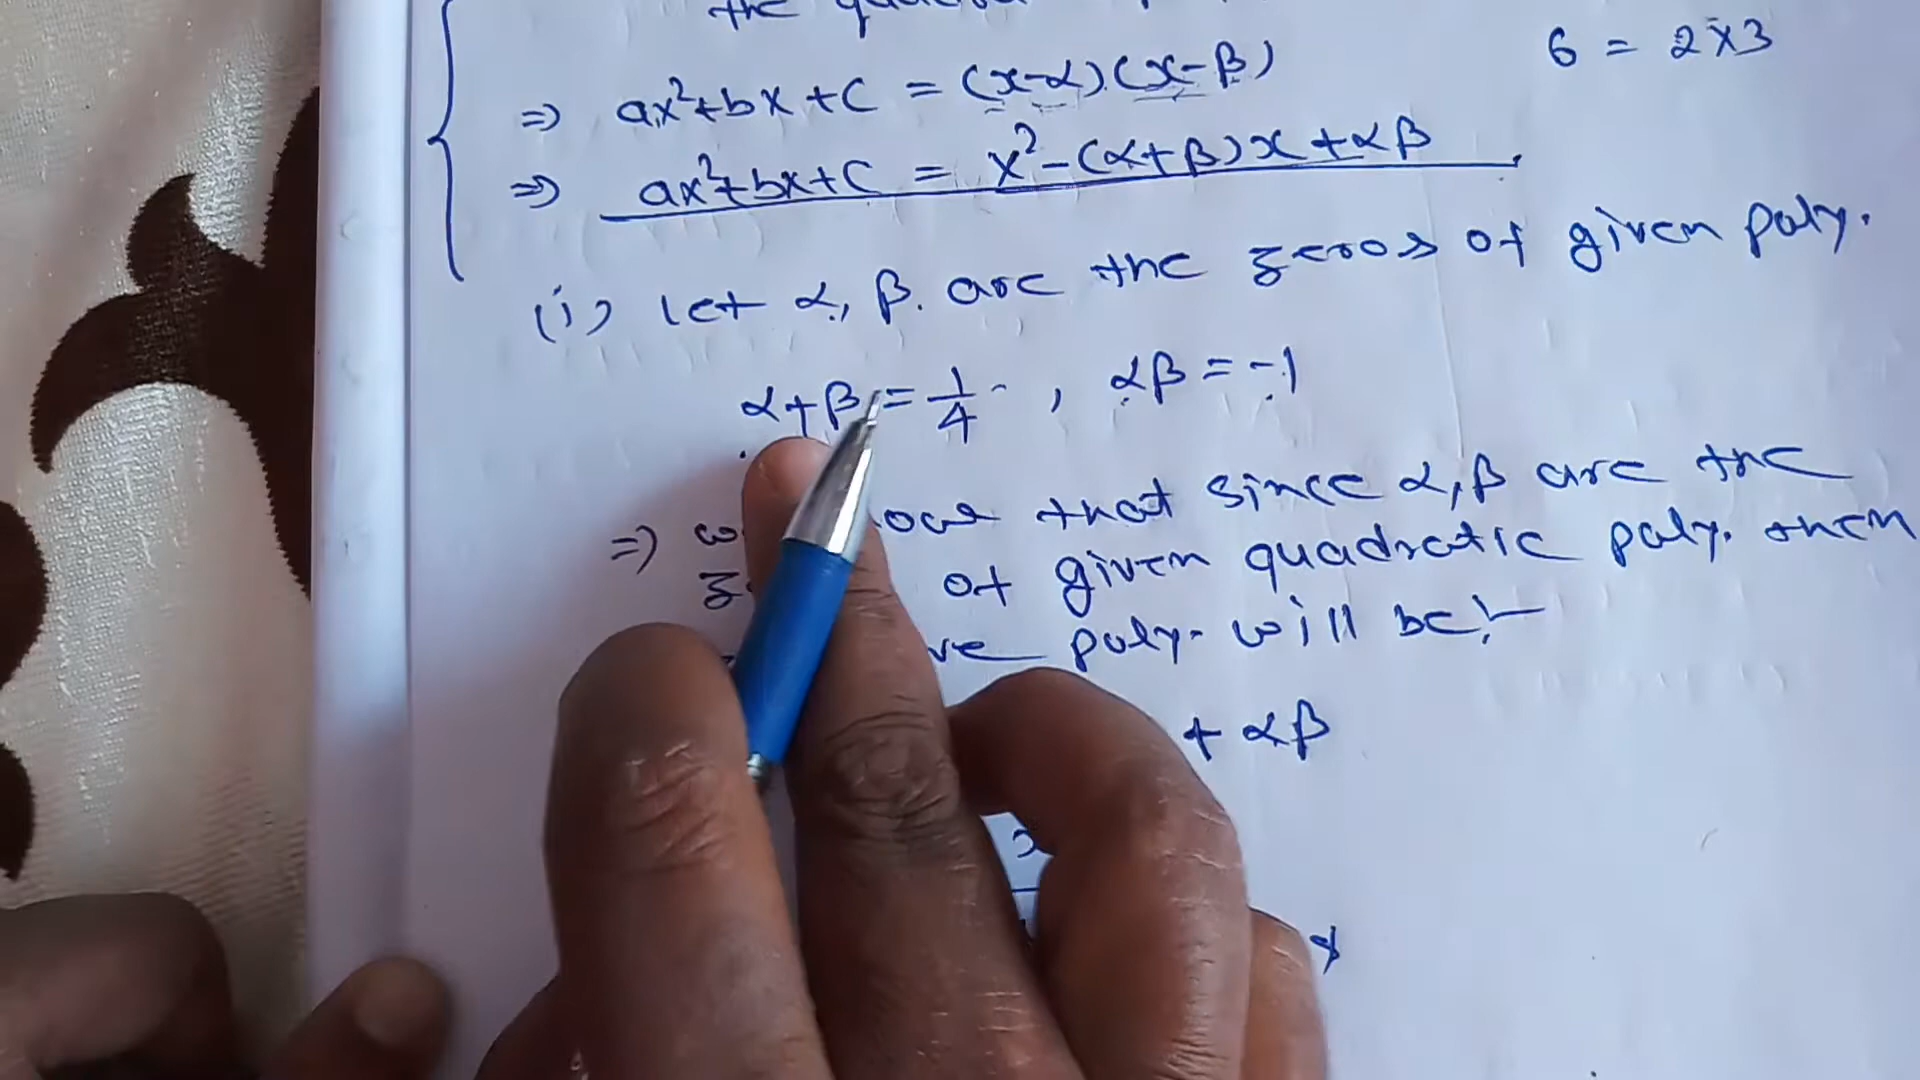 the
6 = 2×3
⇒ ax²+bx+c = (x-α)(x-β)
⇒ ax²+bx+c = x²-(α+β)x+αβ
(i) Let α, β are the zeros of given poly.
α+β = 1/4 , αβ = -1
⇒ that since α, β are the
of given quadratic poly. then
poly. will be:-
+ αβ
x